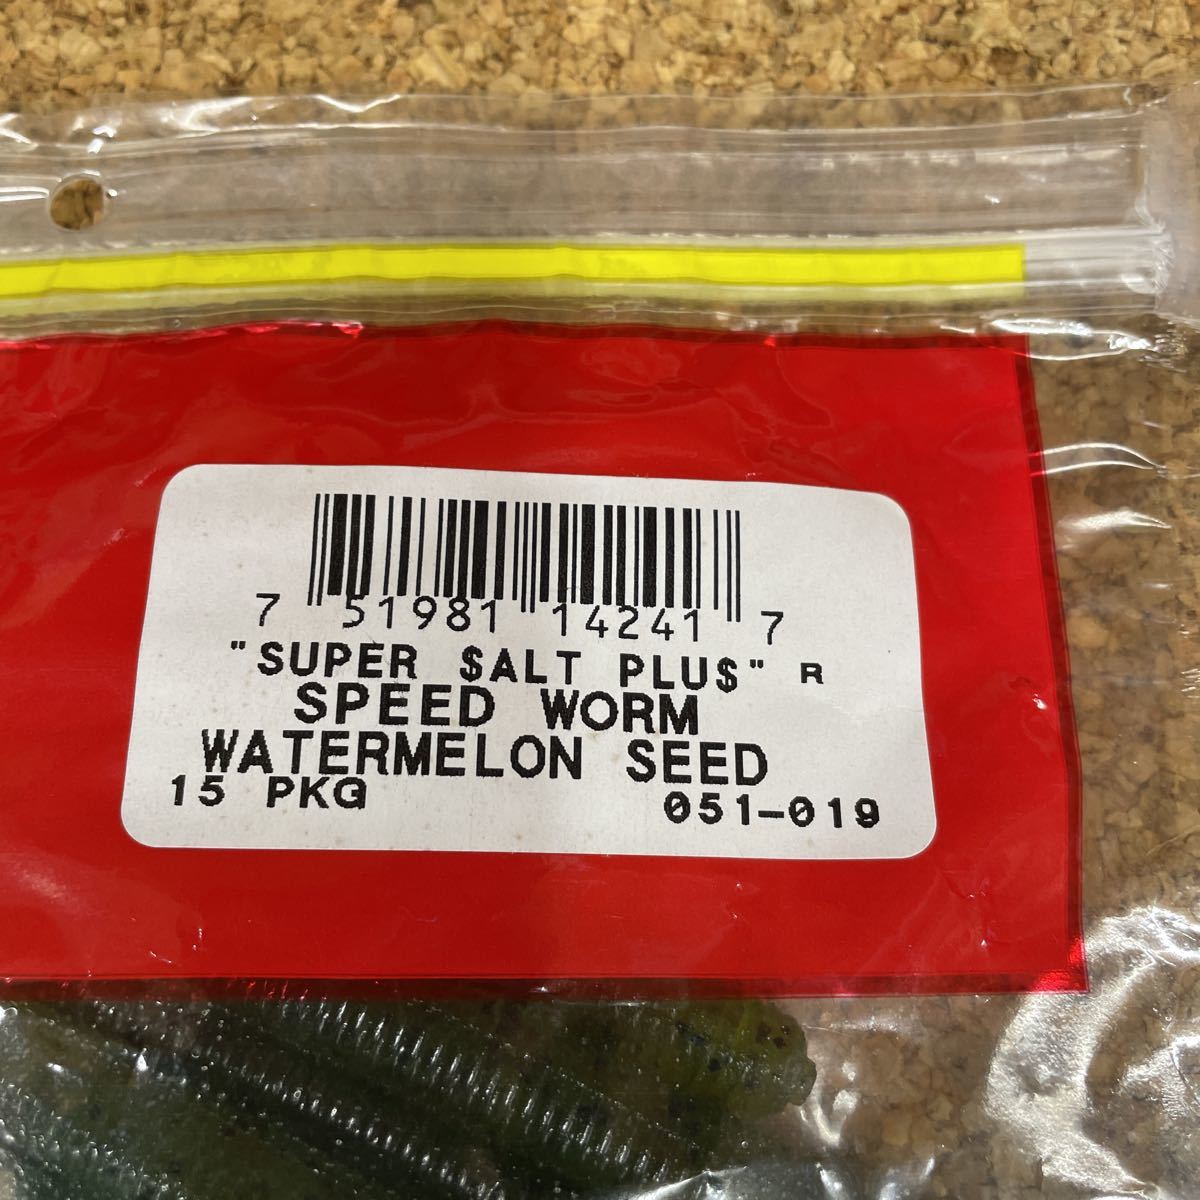 7 51981 14241 7
"SUPER $ALT PLU$" R
SPEED WORM
WATERMELON SEED
15 PKG 051-019